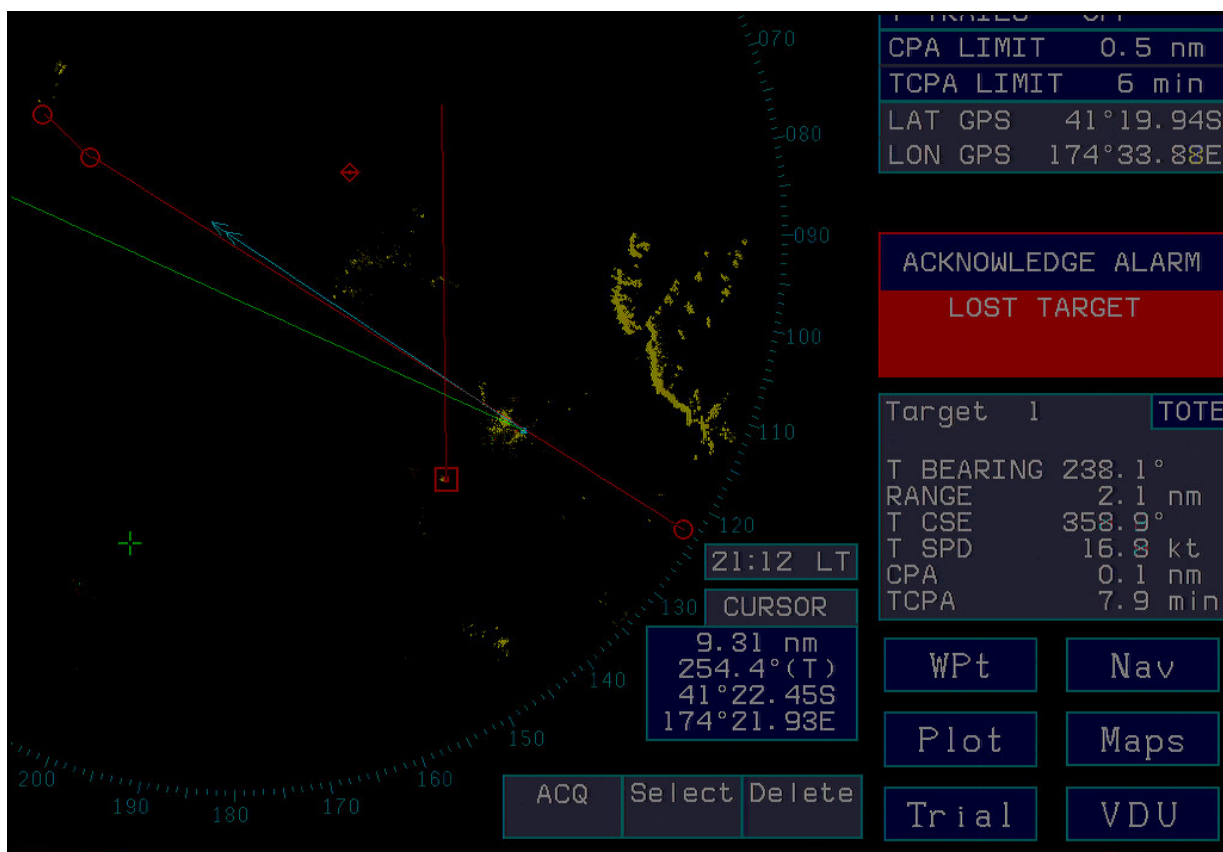 T TRAILS OFF
CPA LIMIT 0.5 nm
TCPA LIMIT 6 min
LAT GPS 41°19.94S
LON GPS 174°33.88E
ACKNOWLEDGE ALARM
LOST TARGET
Target 1 TOTE
T BEARING 238.1°
RANGE 2.1 nm
T CSE 358.9°
T SPD 16.8 kt
CPA 0.1 nm
TCPA 7.9 min
070
080
090
100
110
120
130
140
150
160
170
180
190
200
21:12 LT
CURSOR
9.31 nm
254.4°(T)
41°22.45S
174°21.93E
WPt Nav
Plot Maps
Trial VDU
ACQ Select Delete